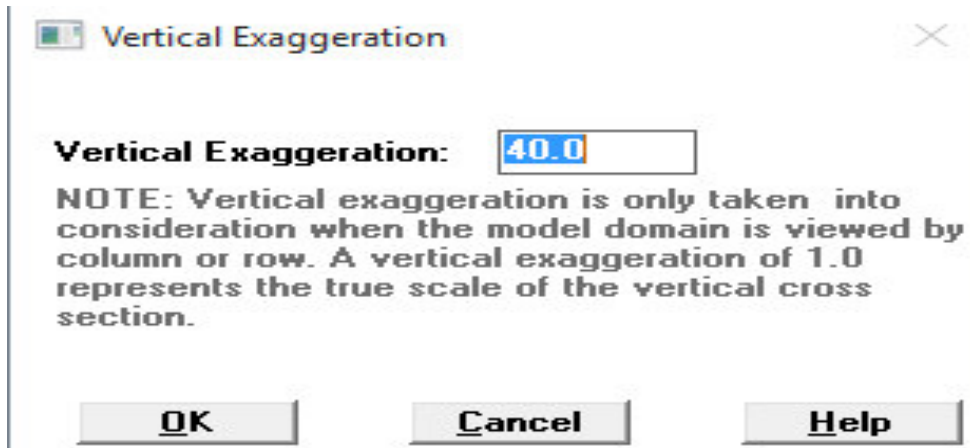 Vertical Exaggeration
Vertical Exaggeration: 40.0
NOTE: Vertical exaggeration is only taken into
consideration when the model domain is viewed by
column or row. A vertical exaggeration of 1.0
represents the true scale of the vertical cross
section.
OK Cancel Help